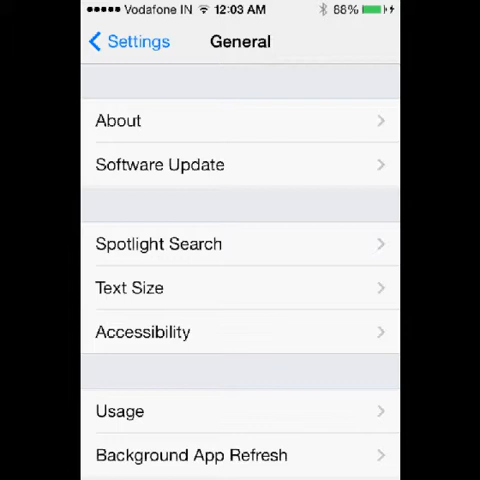 Vodafone IN 12:03 AM 68%
Settings General
About
Software Update
Spotlight Search
Text Size
Accessibility
Usage
Background App Refresh